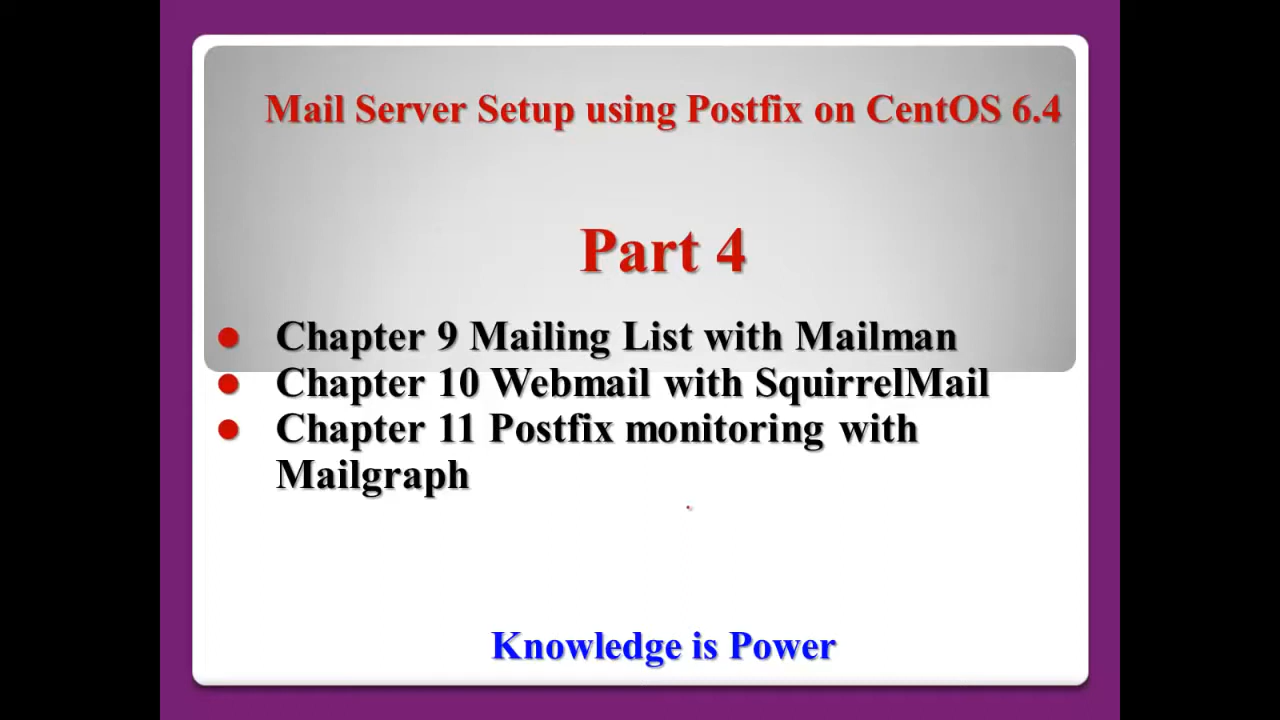 Mail Server Setup using Postfix on CentOS 6.4
Part 4
Chapter 9 Mailing List with Mailman
Chapter 10 Webmail with SquirrelMail
Chapter 11 Postfix monitoring with
Mailgraph
Knowledge is Power